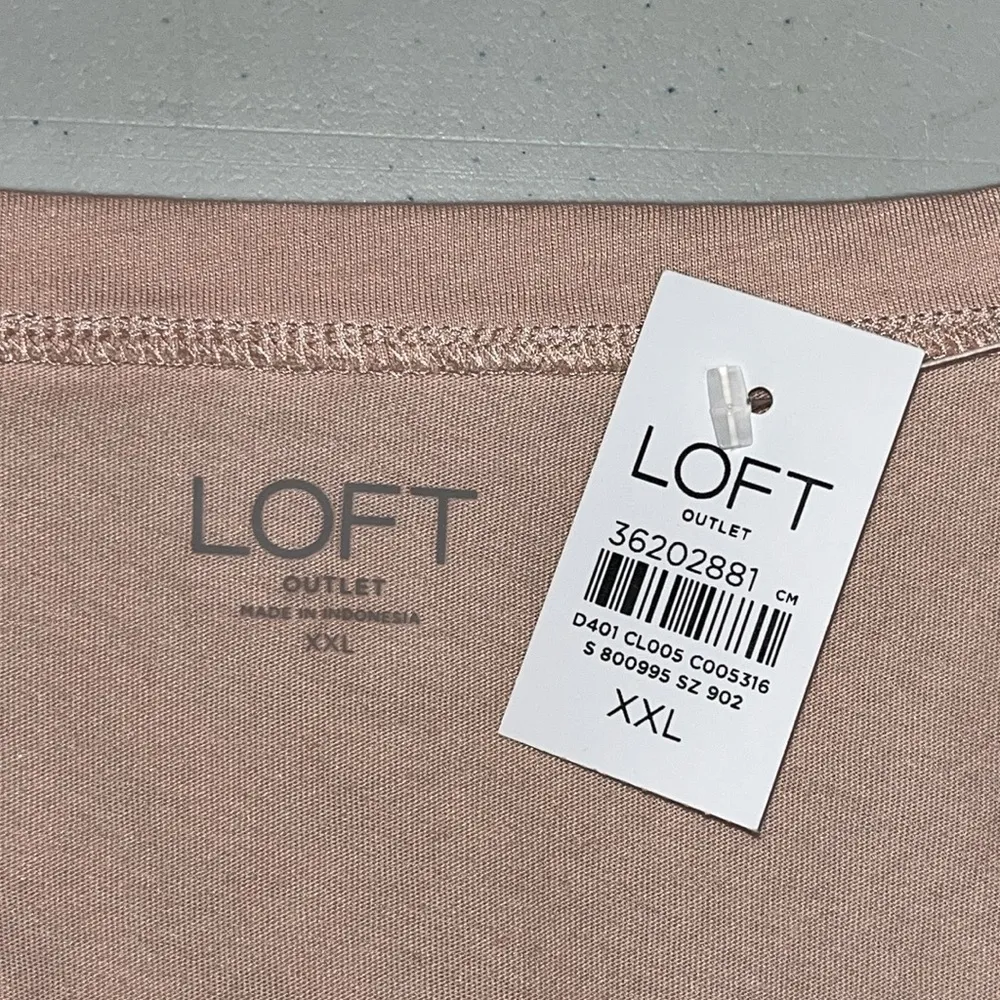 LOFT
OUTLET
MADE IN INDONESIA
XXL
LOFT
OUTLET
36202881
CM
D401 CL005 C005316
S 800995 SZ 902
XXL